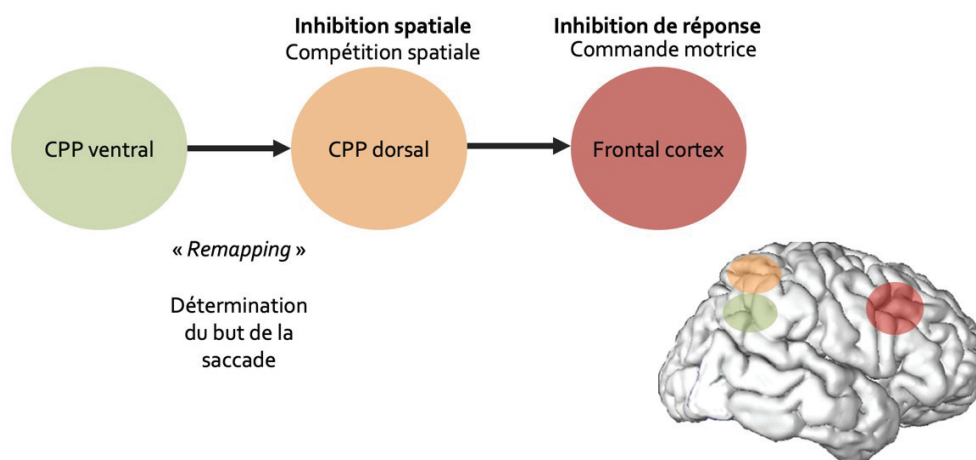 Inhibition spatiale
Compétition spatiale
Inhibition de réponse
Commande motrice
CPP ventral
CPP dorsal
Frontal cortex
« Remapping »
Détermination
du but de la
saccade